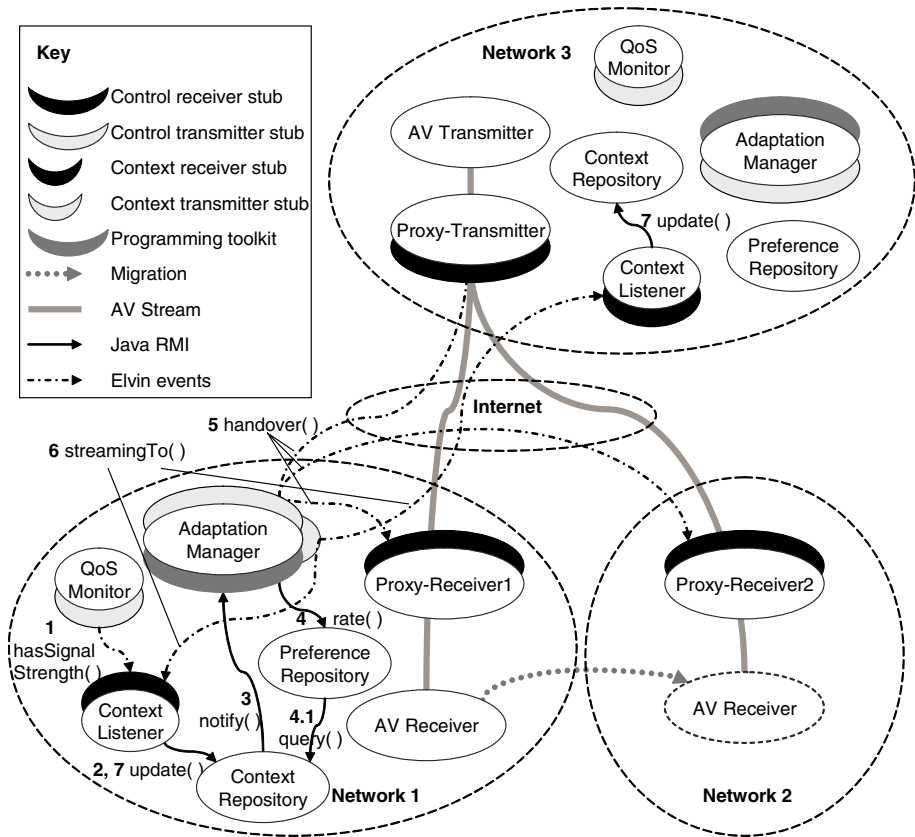 Key
Control receiver stub
Control transmitter stub
Context receiver stub
Context transmitter stub
Programming toolkit
Migration
AV Stream
Java RMI
Elvin events
Network 3
QoS
Monitor
AV Transmitter
Adaptation
Manager
Context
Repository
Proxy-Transmitter
7 update( )
Preference
Repository
Context
Listener
Internet
5 handover( )
6 streamingTo( )
Adaptation
Manager
QoS
Monitor
Proxy-Receiver1
Proxy-Receiver2
1
hasSignal
Strength( )
4 rate( )
Preference
Repository
Context
Listener
3
notify( )
4.1
query( )
AV Receiver
AV Receiver
2, 7 update( )
Context
Repository
Network 1
Network 2